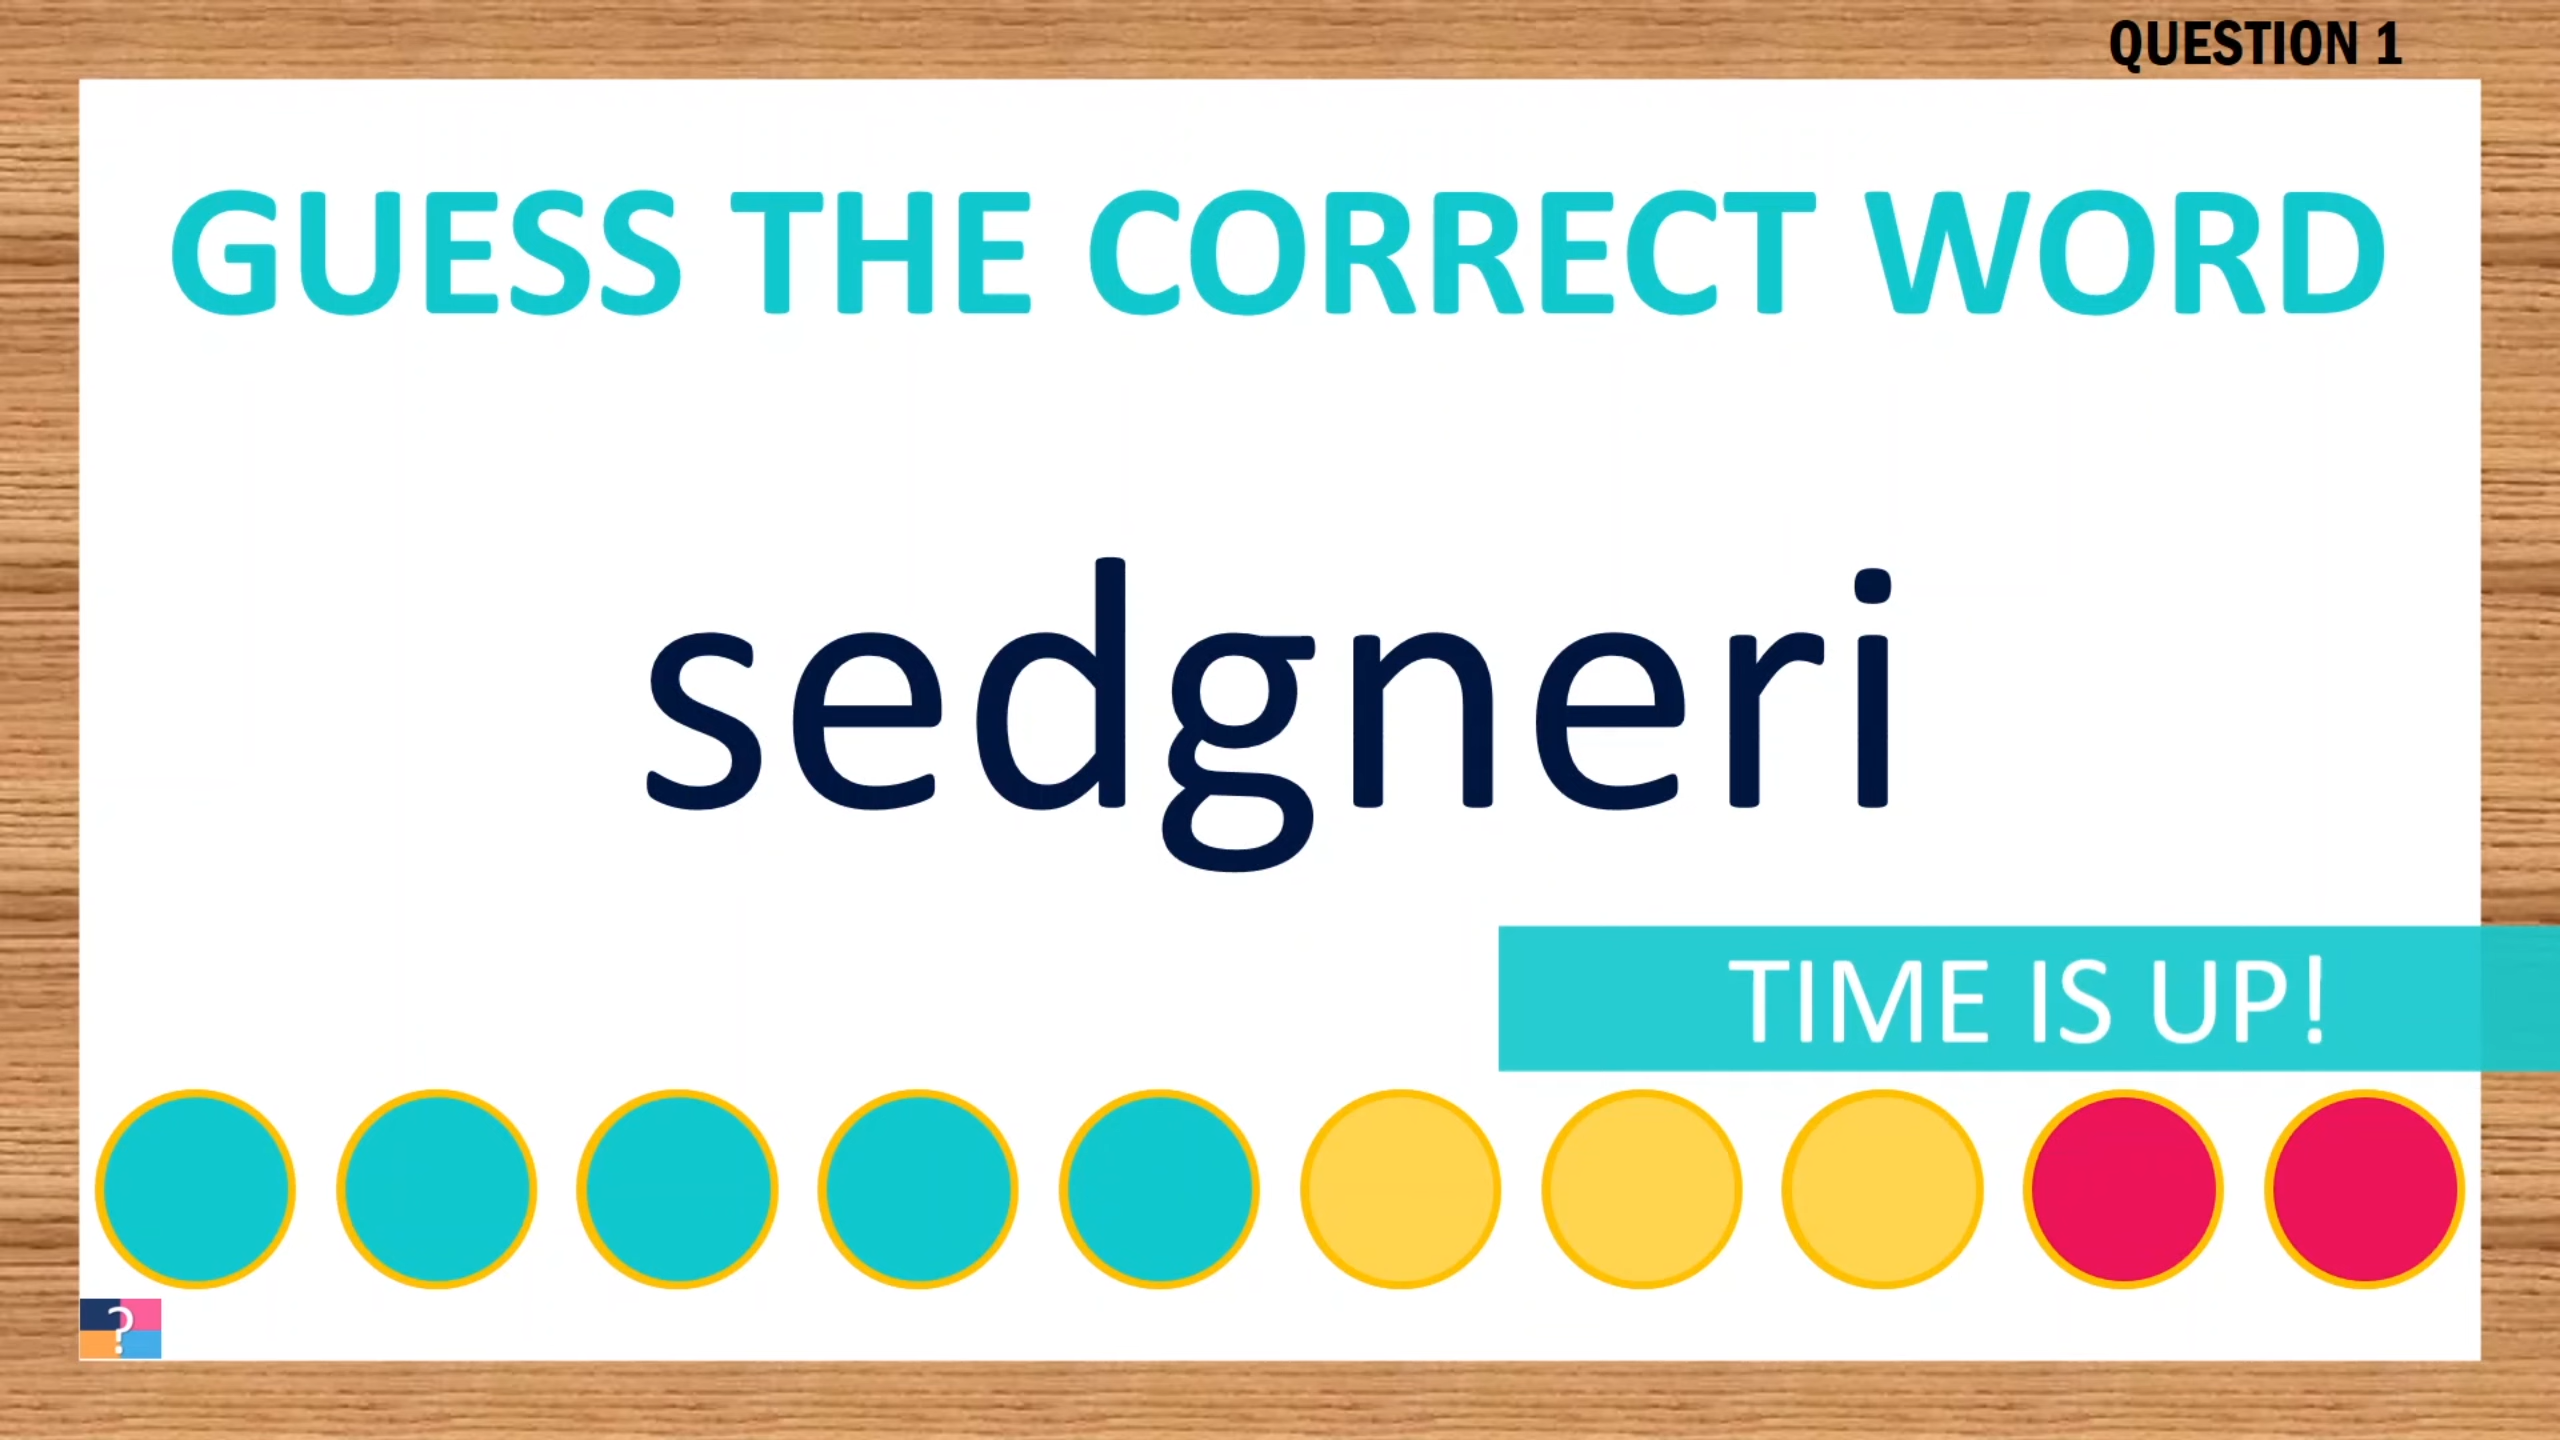 QUESTION 1
GUESS THE CORRECT WORD
sedgneri
TIME IS UP!
?